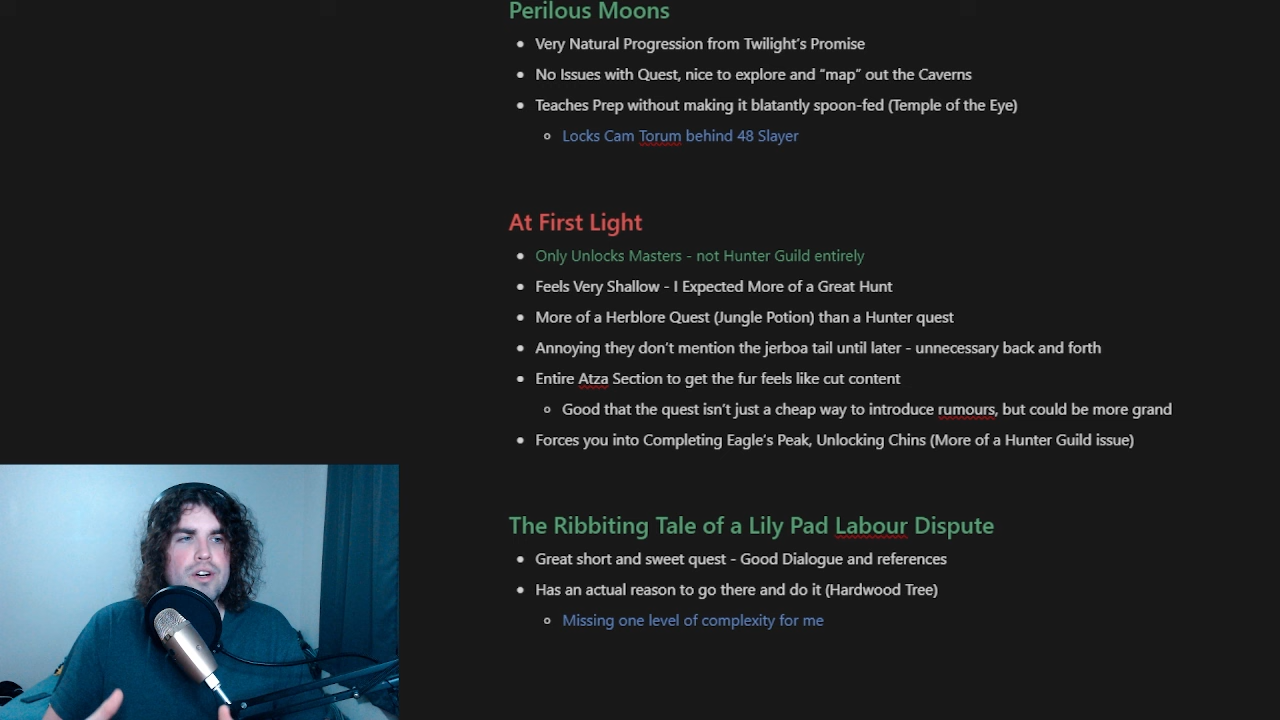 Perilous Moons
Very Natural Progression from Twilight's Promise
No Issues with Quest, nice to explore and “map” out the Caverns
Teaches Prep without making it blatantly spoon-fed (Temple of the Eye)
Locks Cam Torum behind 48 Slayer
At First Light
Only Unlocks Masters - not Hunter Guild entirely
Feels Very Shallow - I Expected More of a Great Hunt
More of a Herblore Quest (Jungle Potion) than a Hunter quest
Annoying they don't mention the jerboa tail until later - unnecessary back and forth
Entire Atza Section to get the fur feels like cut content
Good that the quest isn't just a cheap way to introduce rumours, but could be more grand
Forces you into Completing Eagle's Peak, Unlocking Chins (More of a Hunter Guild issue)
The Ribbiting Tale of a Lily Pad Labour Dispute
Great short and sweet quest - Good Dialogue and references
Has an actual reason to go there and do it (Hardwood Tree)
Missing one level of complexity for me